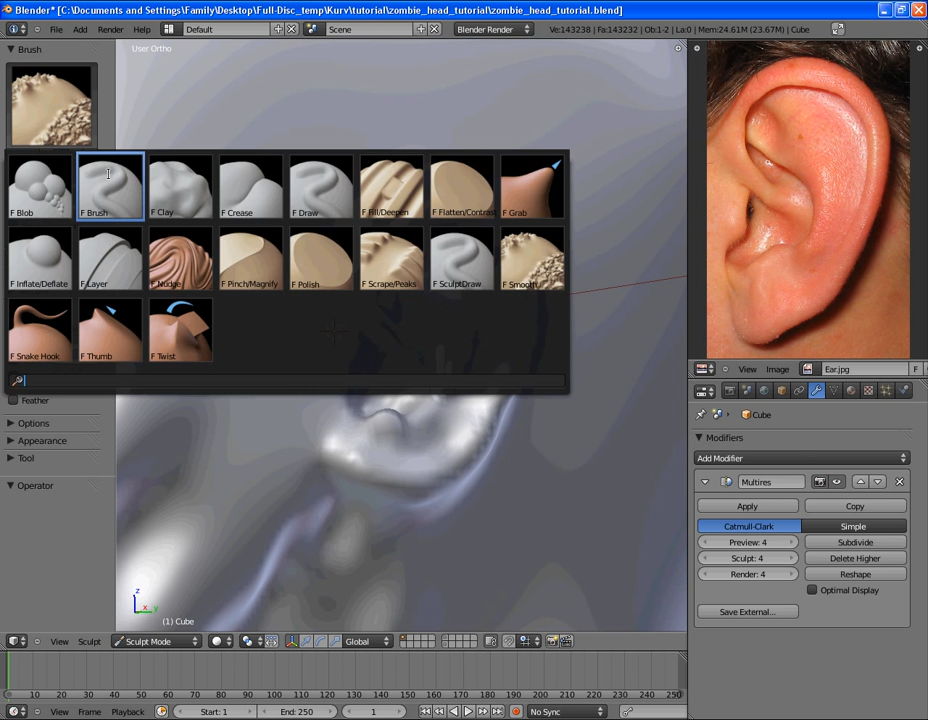 Blender* [C:\Documents and Settings\Family\Desktop\Full-Disc_temp\Kurv\tutorial\zombie_head_tutorial\zombie_head_tutorial.blend]
File Add Render Help Default Scene Blender Render Ve:143238 | Fa:143232 | Ob:1-2 | La:0 | Mem:24.61M (23.67M) | Cube
Brush
User Ortho
F Blob F Brush F Clay F Crease F Draw F Fill/Deepen F Flatten/Contrast F Grab
F Inflate/Deflate F Layer F Nudge F Pinch/Magnify F Polish F Scrape/Peaks F SculptDraw F Smooth
F Snake Hook F Thumb F Twist
Feather
Options
Appearance
Tool
Operator
View Image Ear.jpg F
Cube
Modifiers
Add Modifier
Multires
Apply Copy
Catmull-Clark Simple
Preview: 4 Subdivide
Sculpt: 4 Delete Higher
Render: 4 Reshape
Optimal Display
Save External...
z
x y
(1) Cube
View Sculpt Sculpt Mode Global
0 10 20 30 40 50 60 70 80 90 100 110 120 130 140 150 160 170 180 190 200 210 220 230 240 250
View Frame Playback Start: 1 End: 250 1 No Sync